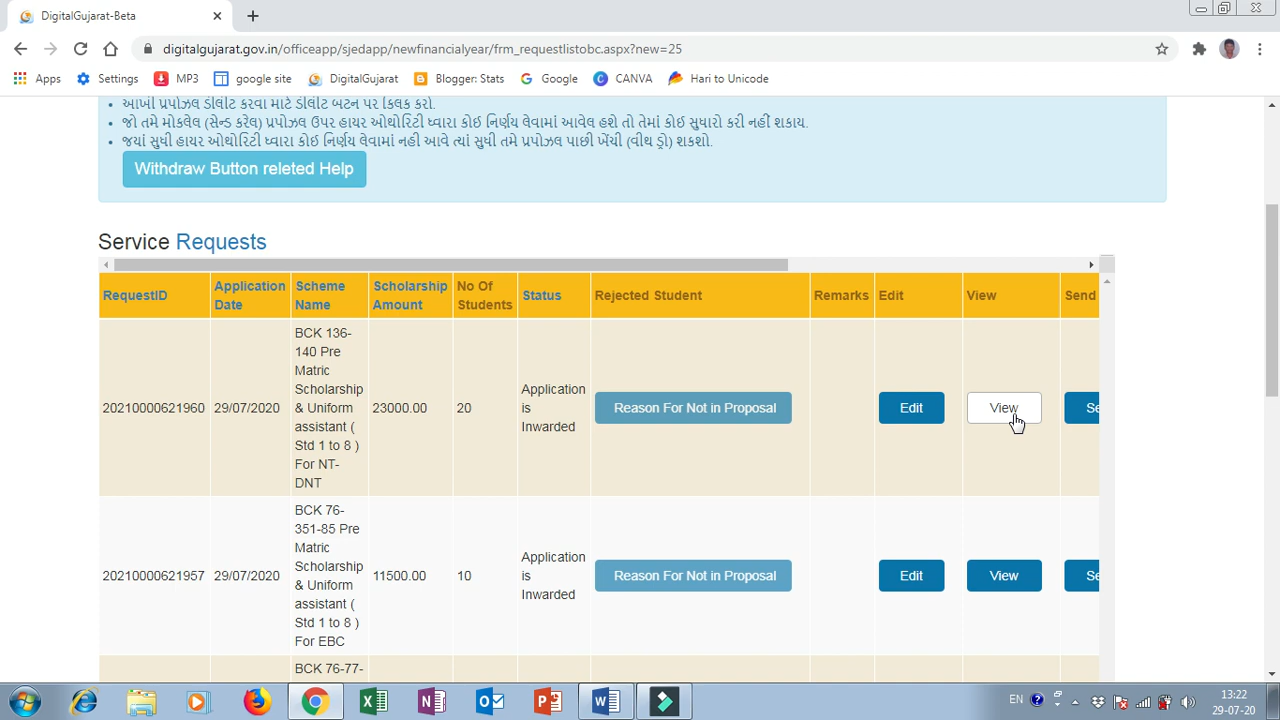 DigitalGujarat-Beta
digitalgujarat.gov.in/officeapp/sjedapp/newfinancialyear/frm_requestlistobc.aspx?new=25
Apps Settings MP3 google site DigitalGujarat Blogger: Stats Google CANVA Hari to Unicode
આખી પ્રપોઝલ ડીલીટ કરવા માટે ડીલીટ બટન પર ક્લિક કરો.
જો તમે મોકલેલ (સેન્ડ કરેલ) પ્રપોઝલ ઉપર હાયર ઓથોરિટી ધ્વારા કોઈ નિર્ણય લેવામાં આવેલ હશે તો તેમાં કોઈ સુધારો કરી નહીં શકાય.
જયાં સુધી હાયર ઓથોરિટી ધ્વારા કોઈ નિર્ણય લેવામાં નહી આવે ત્યાં સુધી તમે પ્રપોઝલ પાછી ખેંચી (વીથ ડ્રો) શકશો.
Withdraw Button releted Help
Service Requests
RequestID Application Date Scheme Name Scholarship Amount No Of Students Status Rejected Student Remarks Edit View Send
20210000621960 29/07/2020
BCK 136-
140 Pre
Matric
Scholarship
& Uniform
assistant (
Std 1 to 8 )
For NT-
DNT
23000.00 20
Application
is
Inwarded
Reason For Not in Proposal Edit View Se
20210000621957 29/07/2020
BCK 76-
351-85 Pre
Matric
Scholarship
& Uniform
assistant (
Std 1 to 8 )
For EBC
11500.00 10
Application
is
Inwarded
Reason For Not in Proposal Edit View Se
BCK 76-77-
EN 13:22
29-07-20